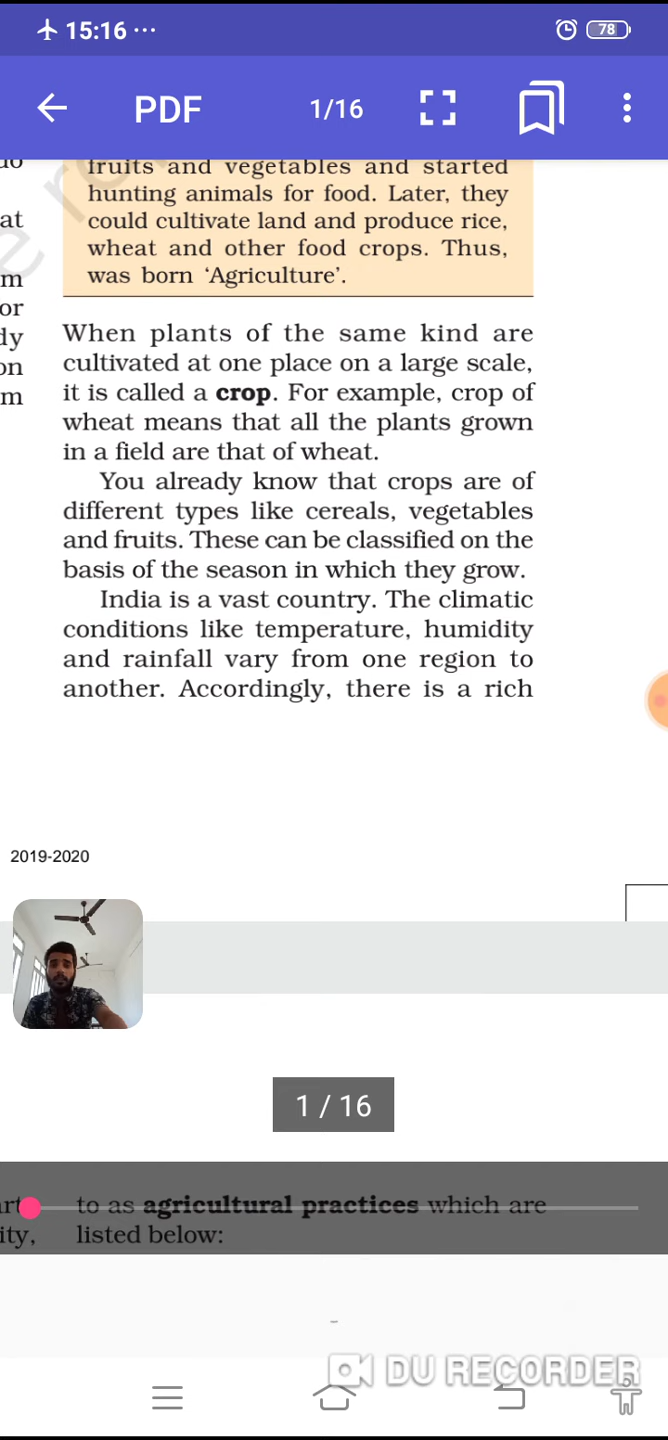 15:16 ...
78
PDF
1/16
do
fruits and vegetables and started
hunting animals for food. Later, they
at
could cultivate land and produce rice,
wheat and other food crops. Thus,
m
was born ‘Agriculture’.
or
dy
When plants of the same kind are
on
cultivated at one place on a large scale,
m
it is called a crop. For example, crop of
wheat means that all the plants grown
in a field are that of wheat.
You already know that crops are of
different types like cereals, vegetables
and fruits. These can be classified on the
basis of the season in which they grow.
India is a vast country. The climatic
conditions like temperature, humidity
and rainfall vary from one region to
another. Accordingly, there is a rich
2019-2020
1 / 16
to as agricultural practices which are
ity,
listed below:
DU RECORDER